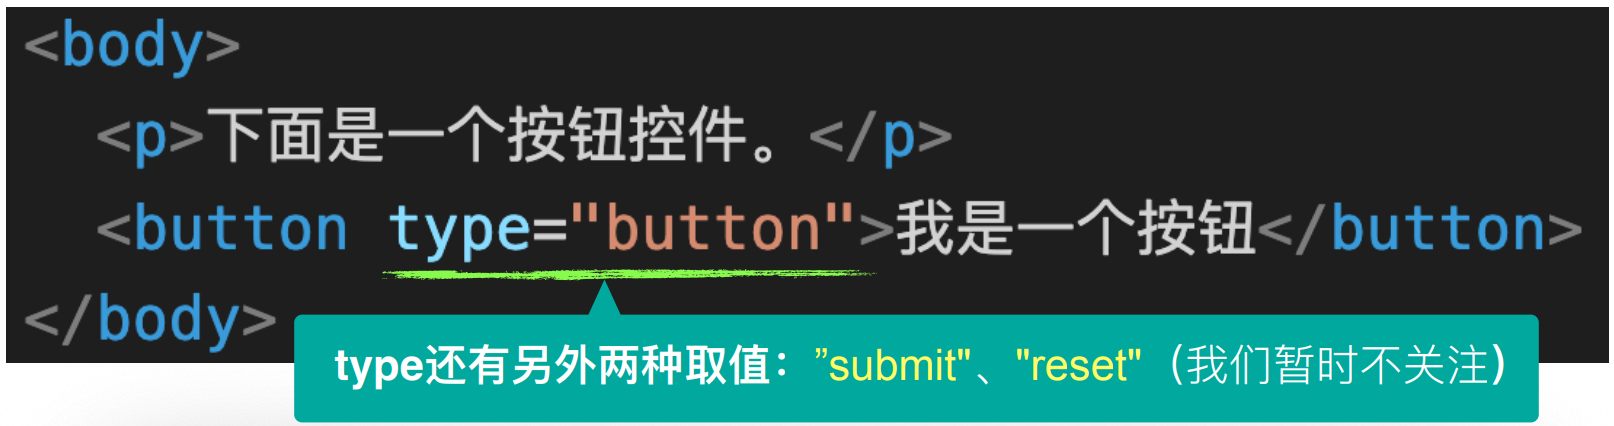 <body>
<p>下面是一个按钮控件。</p>
<button type="button">我是一个按钮</button>
</body>
type还有另外两种取值：”submit"、"reset"（我们暂时不关注）